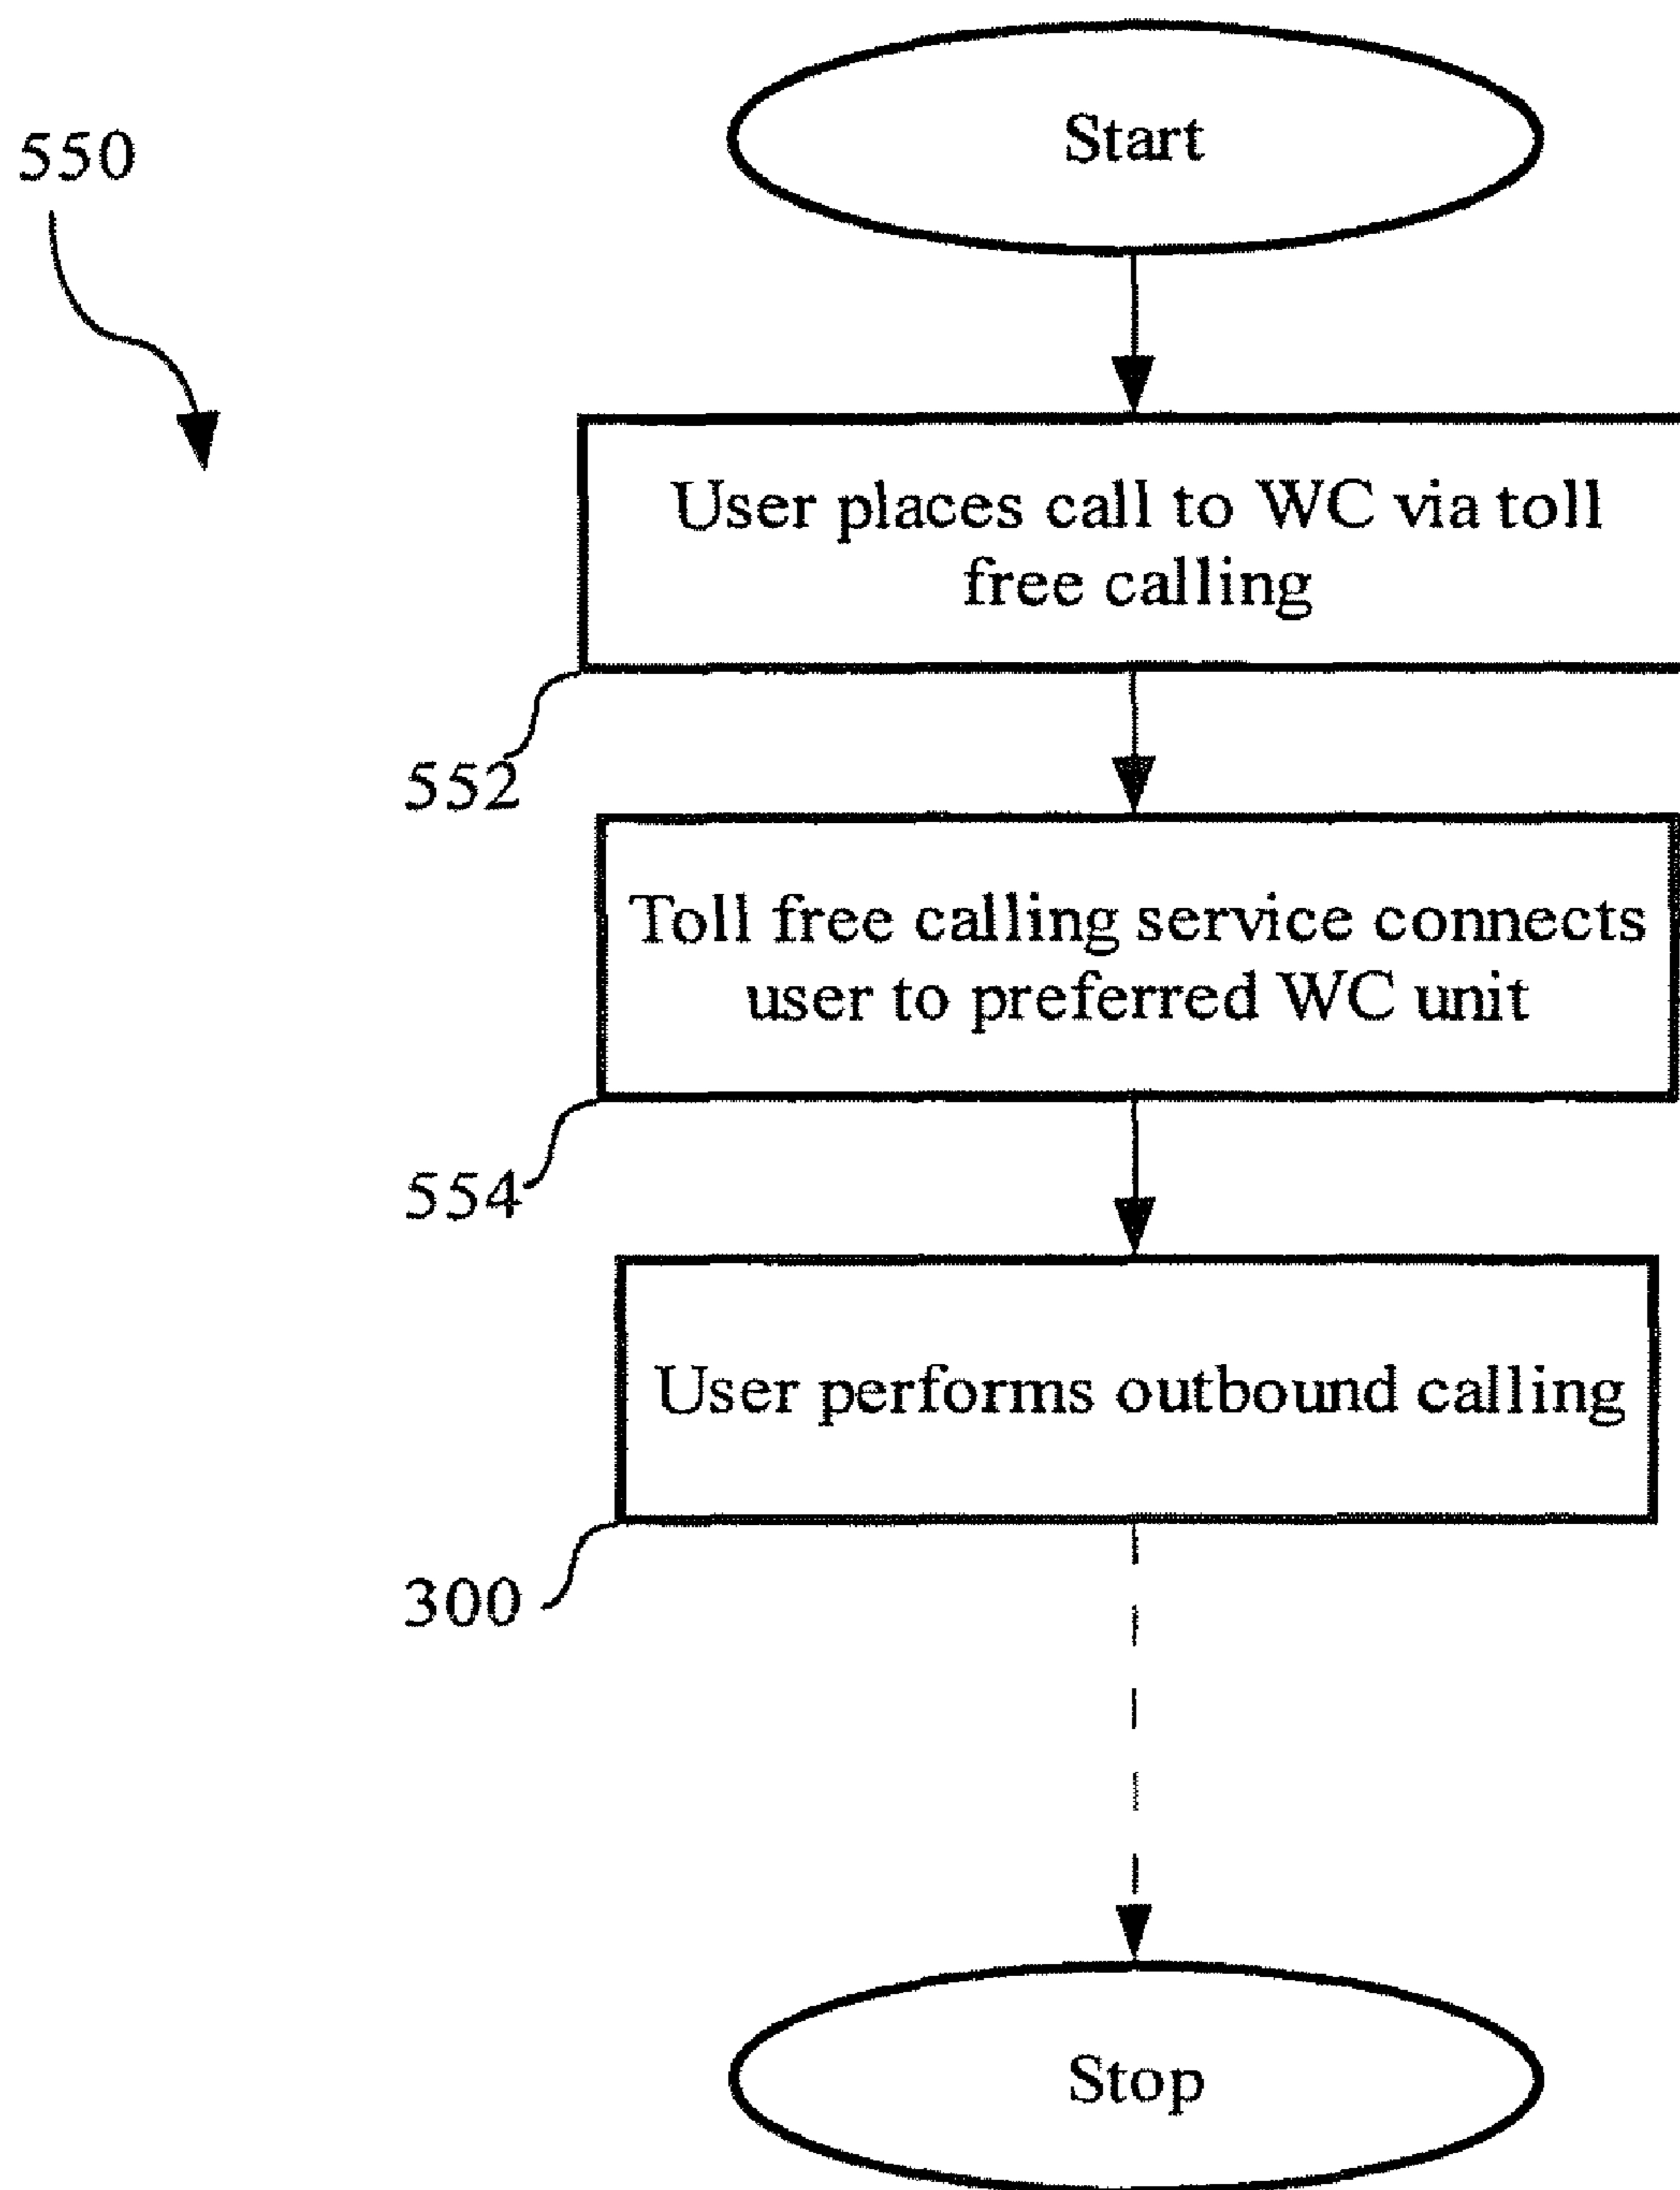 Start
550
User places call to WC via toll
free calling
552
Toll free calling service connects
user to preferred WC unit
554
User performs outbound calling
300
Stop